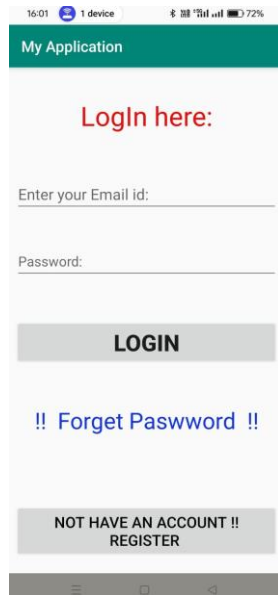 16:01 1 device 72%
My Application
LogIn here:
Enter your Email id:
Password:
LOGIN
!! Forget Paswword !!
NOT HAVE AN ACCOUNT !!
REGISTER